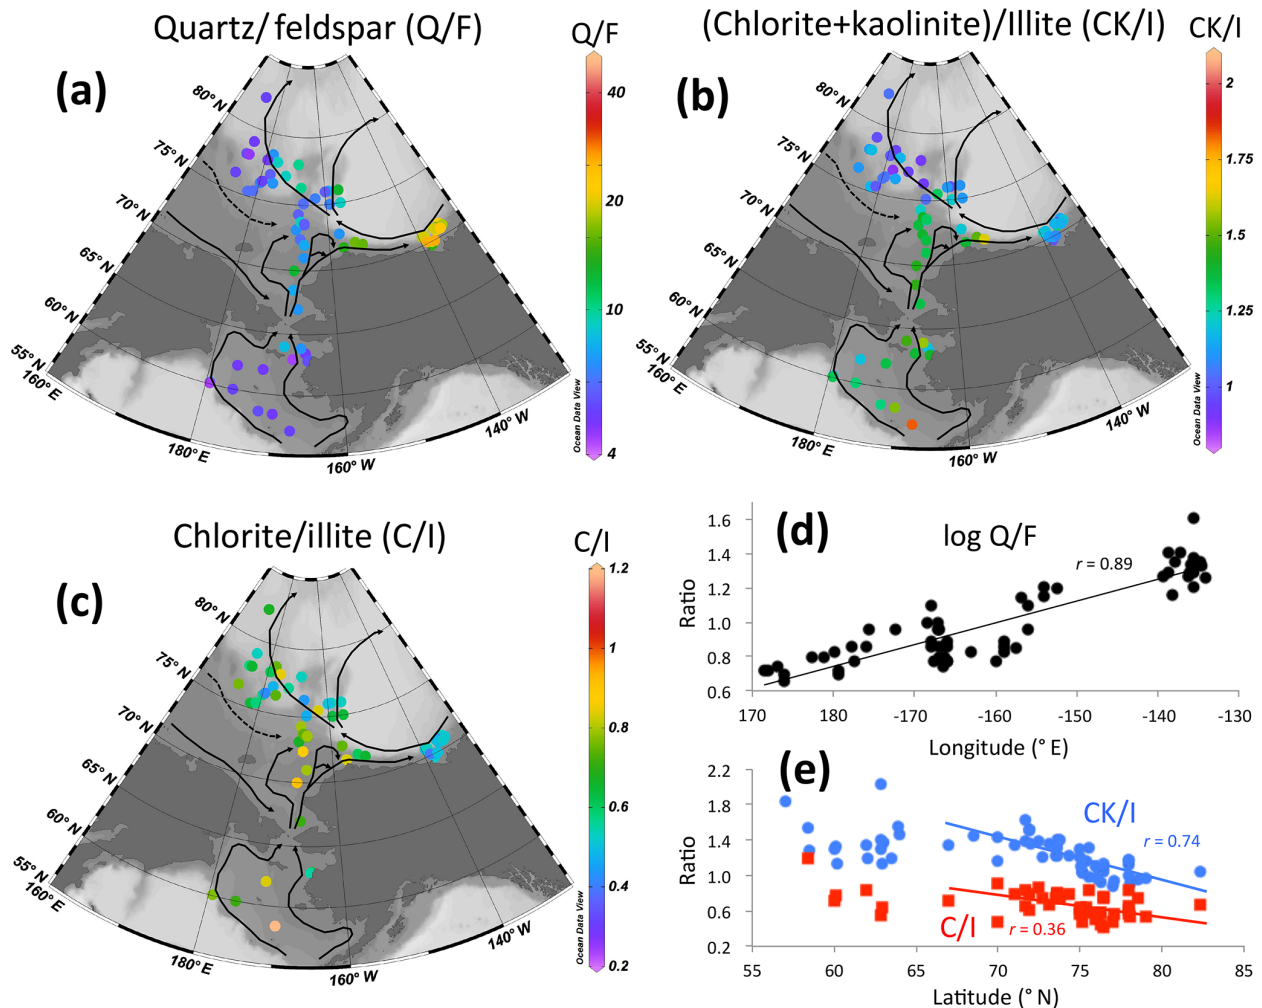 Quartz/ feldspar (Q/F)
Q/F
(a)
80° N
75° N
70° N
65° N
60° N
55° N
160° E
180° E
160° W
140° W
40
20
10
4
Ocean Data View
(Chlorite+kaolinite)/Illite (CK/I)
CK/I
(b)
80° N
75° N
70° N
65° N
60° N
55° N
160° E
180° E
160° W
140° W
2
1.75
1.5
1.25
1
Ocean Data View
Chlorite/illite (C/I)
C/I
(c)
80° N
75° N
70° N
65° N
60° N
55° N
160° E
180° E
160° W
1.2
1
0.8
0.6
0.4
0.2
Ocean Data View
(d)
log Q/F
r = 0.89
Ratio
1.6
1.4
1.2
1.0
0.8
0.6
170
180
-170
-160
-150
-140
-130
Longitude (° E)
(e)
CK/I
r = 0.74
C/I
r = 0.36
Ratio
2.2
1.8
1.4
1.0
0.6
0.2
55
60
65
70
75
80
85
Latitude (° N)